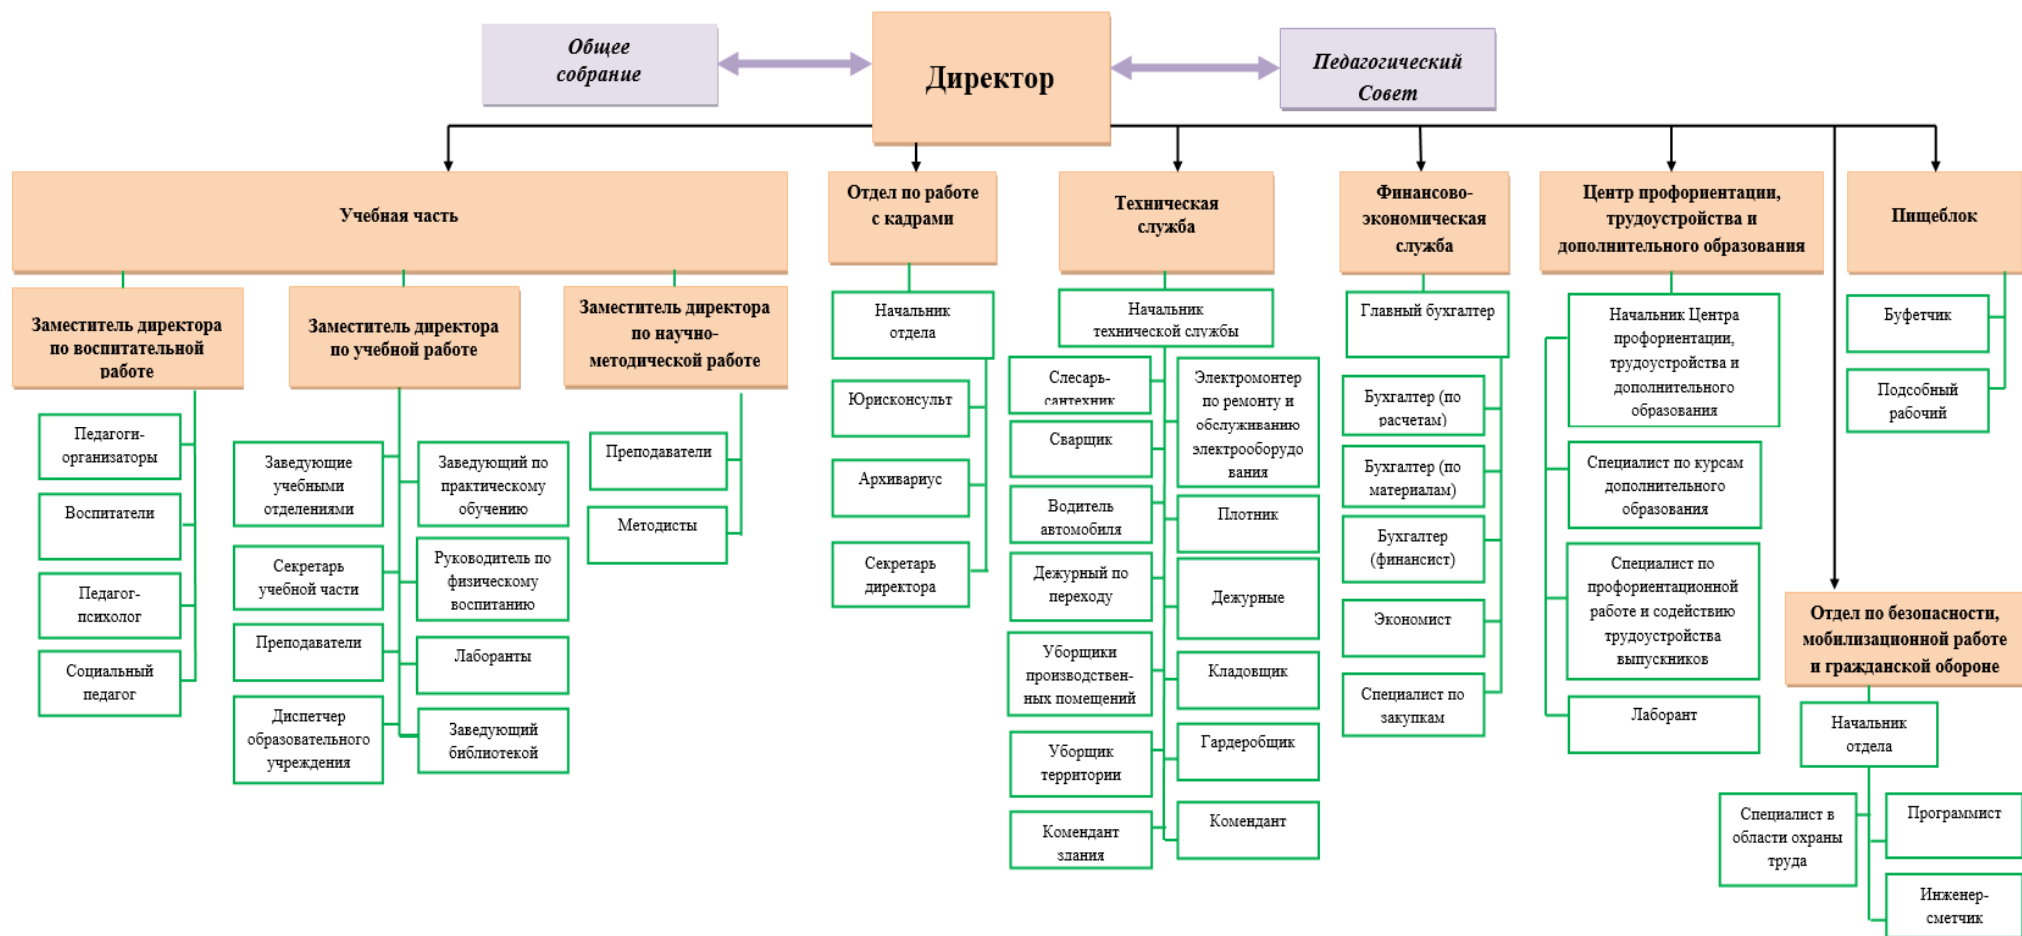 Общее
собрание
Директор
Педагогический
Совет
Учебная часть
Отдел по работе
с кадрами
Техническая
служба
Финансово-
экономическая
служба
Центр профориентации,
трудоустройства и
дополнительного образования
Пищеблок
Заместитель директора
по воспитательной
работе
Заместитель директора
по учебной работе
Заместитель директора
по научно-
методической работе
Педагоги-
организаторы
Воспитатели
Педагог-
психолог
Социальный
педагог
Заведующие
учебными
отделениями
Секретарь
учебной части
Преподаватели
Диспетчер
образовательного
учреждения
Заведующий по
практическому
обучению
Руководитель по
физическому
воспитанию
Лаборанты
Заведующий
библиотекой
Преподаватели
Методисты
Начальник
отдела
Юрисконсульт
Архивариус
Секретарь
директора
Начальник
технической службы
Слесарь-
сантехник
Сварщик
Водитель
автомобиля
Дежурный по
переходу
Уборщики
производствен-
ных помещений
Уборщик
территории
Комендант
здания
Электромонтер
по ремонту и
обслуживанию
электрооборудо
вания
Плотник
Дежурные
Кладовщик
Гардеробщик
Комендант
Главный бухгалтер
Бухгалтер (по
расчетам)
Бухгалтер (по
материалам)
Бухгалтер
(финансист)
Экономист
Специалист по
закупкам
Начальник Центра
профориентации,
трудоустройства и
дополнительного
образования
Специалист по курсам
дополнительного
образования
Специалист по
профориентационной
работе и содействию
трудоустройства
выпускников
Лаборант
Буфетчик
Подсобный
рабочий
Отдел по безопасности,
мобилизационной работе
и гражданской обороне
Начальник
отдела
Специалист в
области охраны
труда
Программист
Инженер-
сметчик